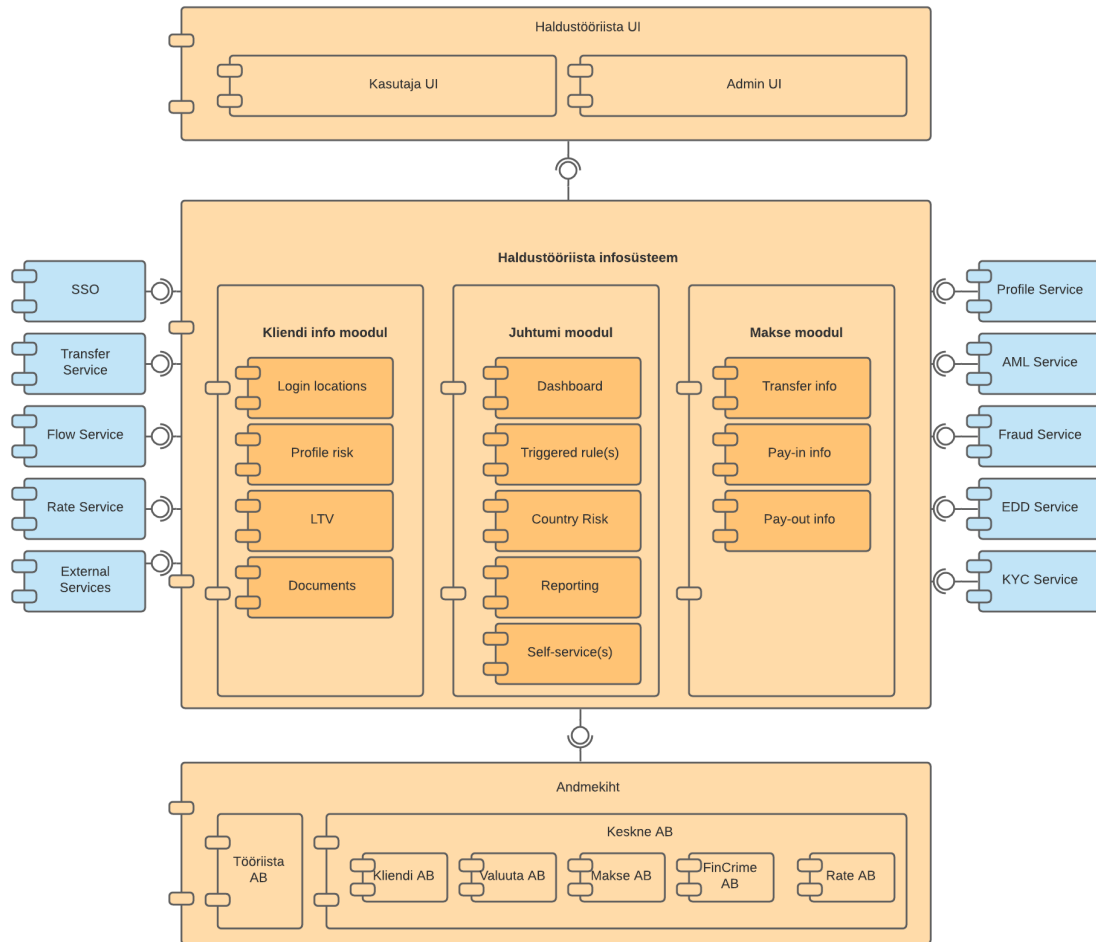 Haldustööriista UI
Kasutaja UI
Admin UI
Haldustööriista infosüsteem
SSO
Transfer
Service
Flow Service
Rate Service
External
Services
Kliendi info moodul
Login locations
Profile risk
LTV
Documents
Juhtumi moodul
Dashboard
Triggered rule(s)
Country Risk
Reporting
Self-service(s)
Makse moodul
Transfer info
Pay-in info
Pay-out info
Profile Service
AML Service
Fraud Service
EDD Service
KYC Service
Andmekiht
Tööriista
AB
Keskne AB
Kliendi AB
Valuuta AB
Makse AB
FinCrime
AB
Rate AB